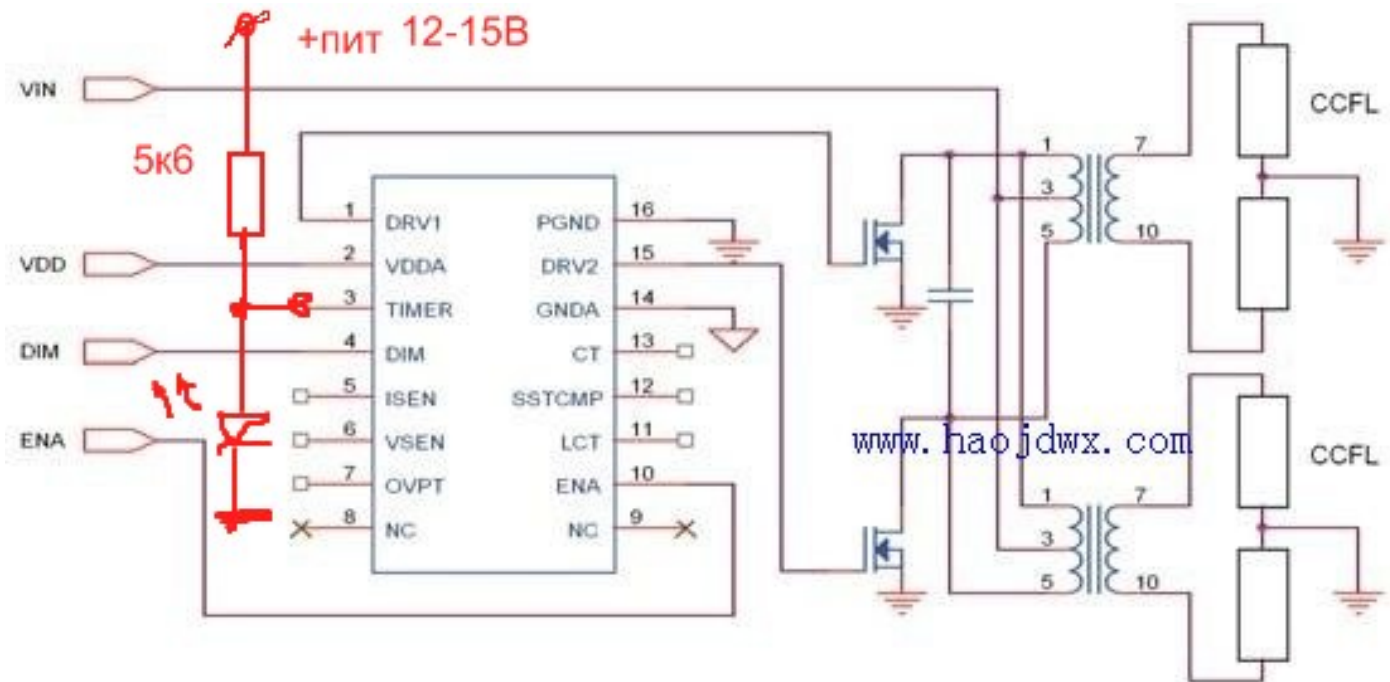 +пит 12-15В
VIN
5к6
VDD
DIM
ENA
1 DRV1 PGND 16
2 VDDA DRV2 15
3 TIMER GNDA 14
4 DIM CT 13
5 ISEN SSTCMP 12
6 VSEN LCT 11
7 OVPT ENA 10
8 NC NC 9
1 7
3
5 10
CCFL
www.haojdwx.com
1 7
3
5 10
CCFL